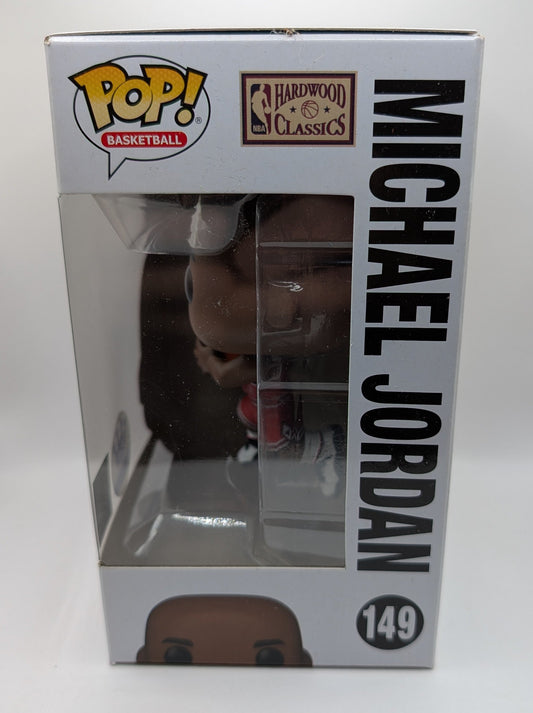 POP!
®
BASKETBALL
NBA
HARDWOOD
CLASSICS
MICHAEL JORDAN
149